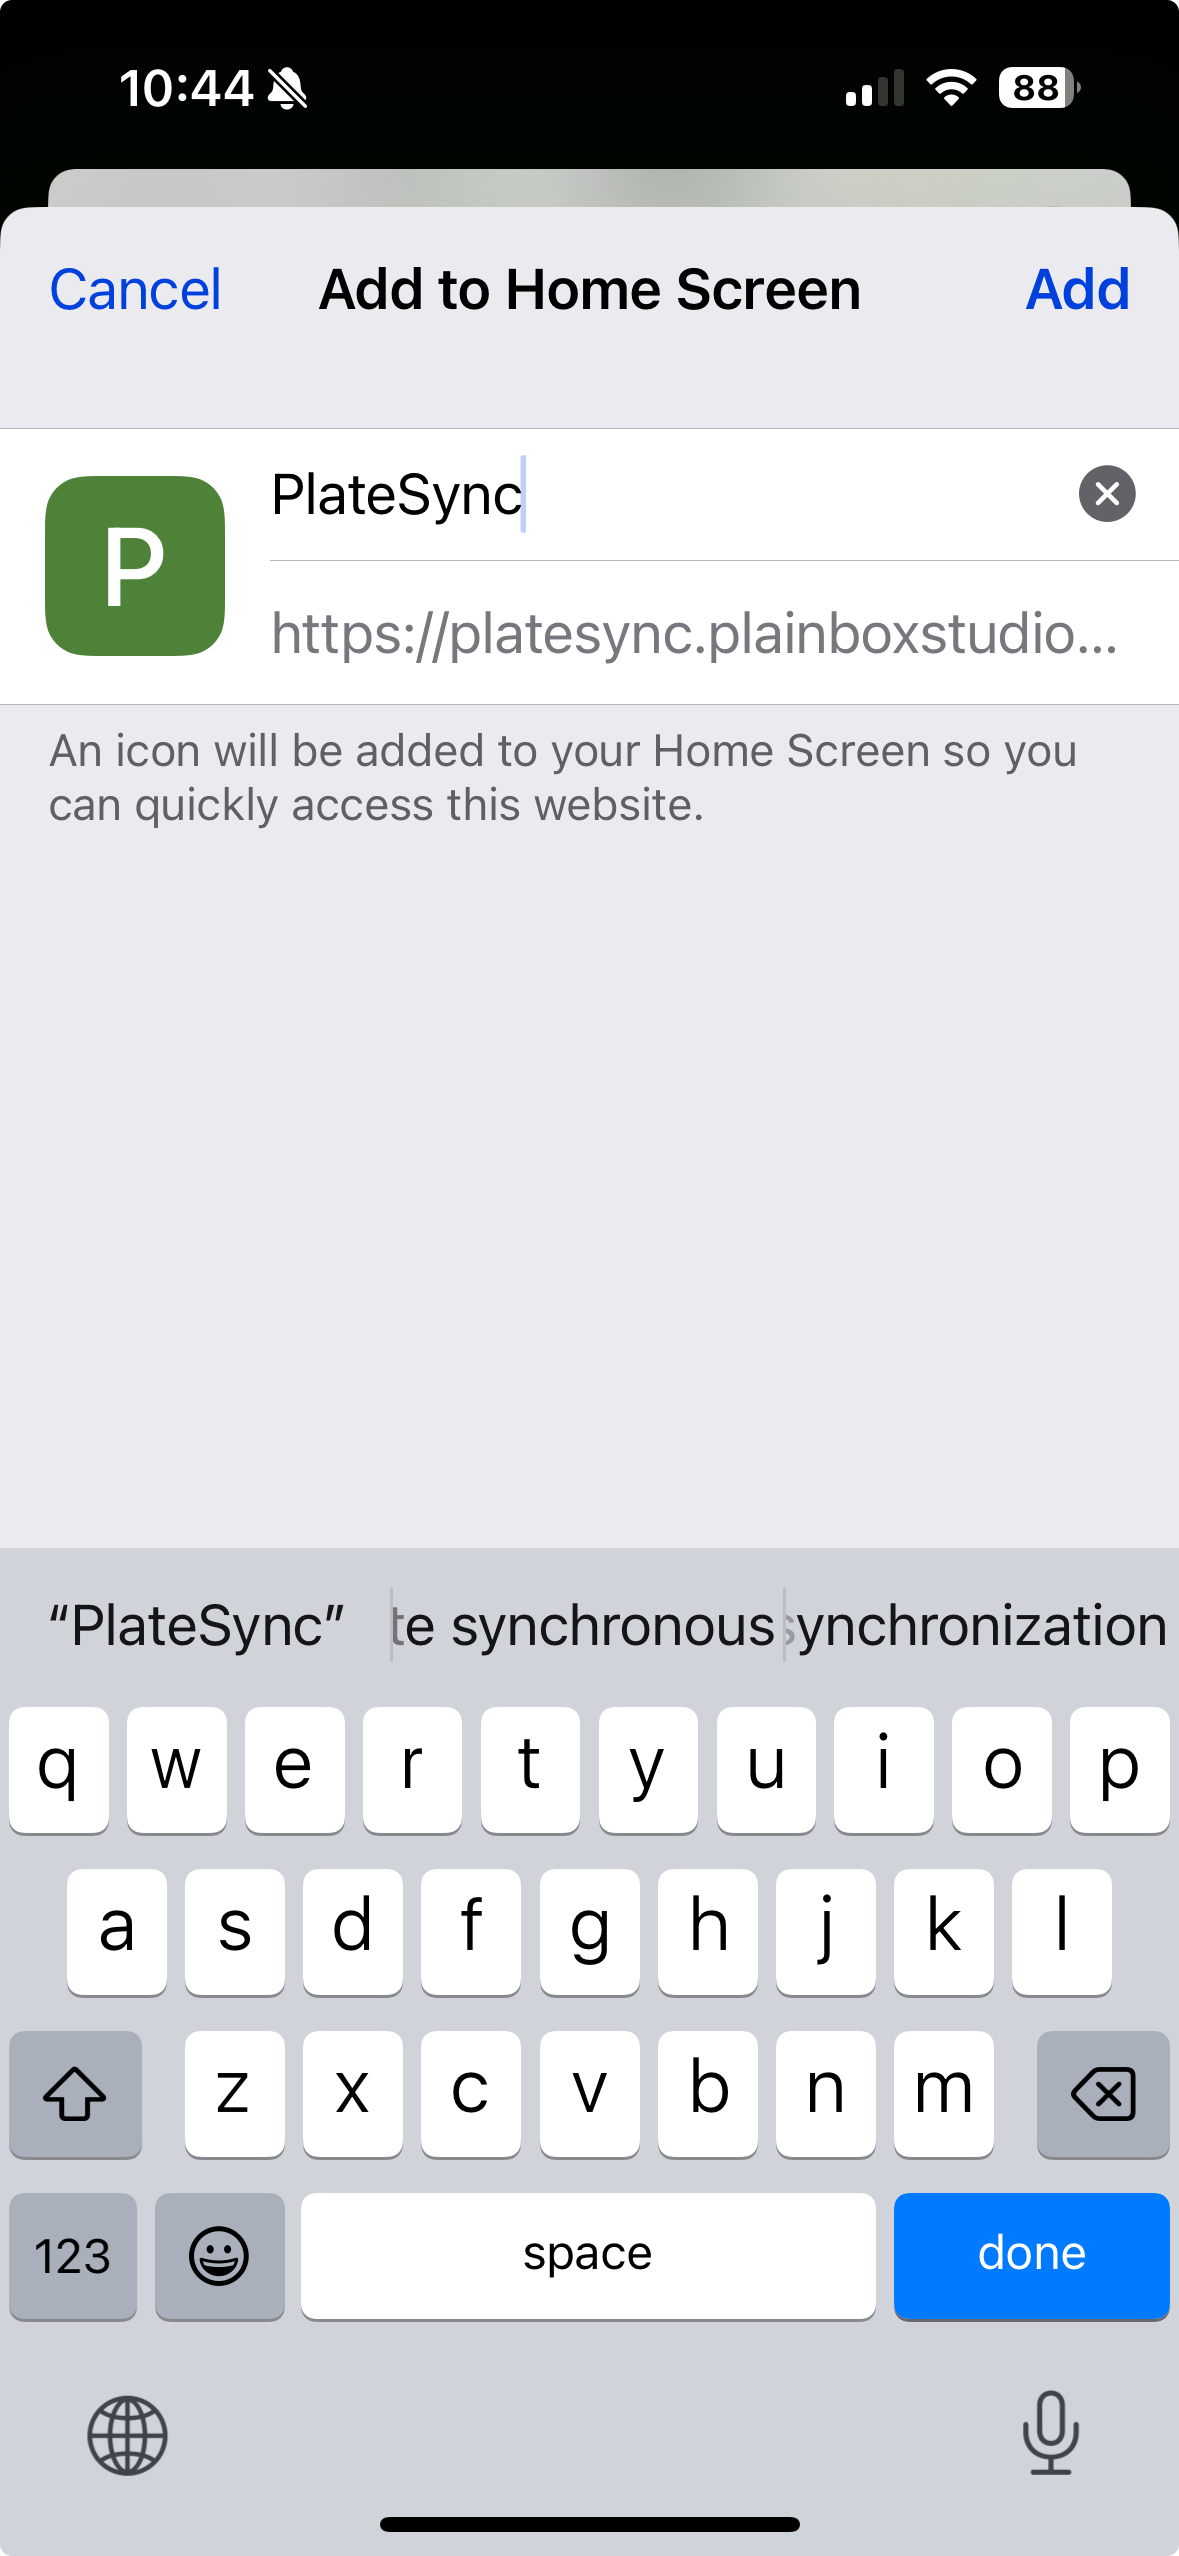 10:44
88
Cancel Add to Home Screen Add
P
PlateSync
https://platesync.plainboxstudio...
An icon will be added to your Home Screen so you
can quickly access this website.
“PlateSync” te synchronous synchronization
q w e r t y u i o p
a s d f g h j k l
z x c v b n m
123 space done